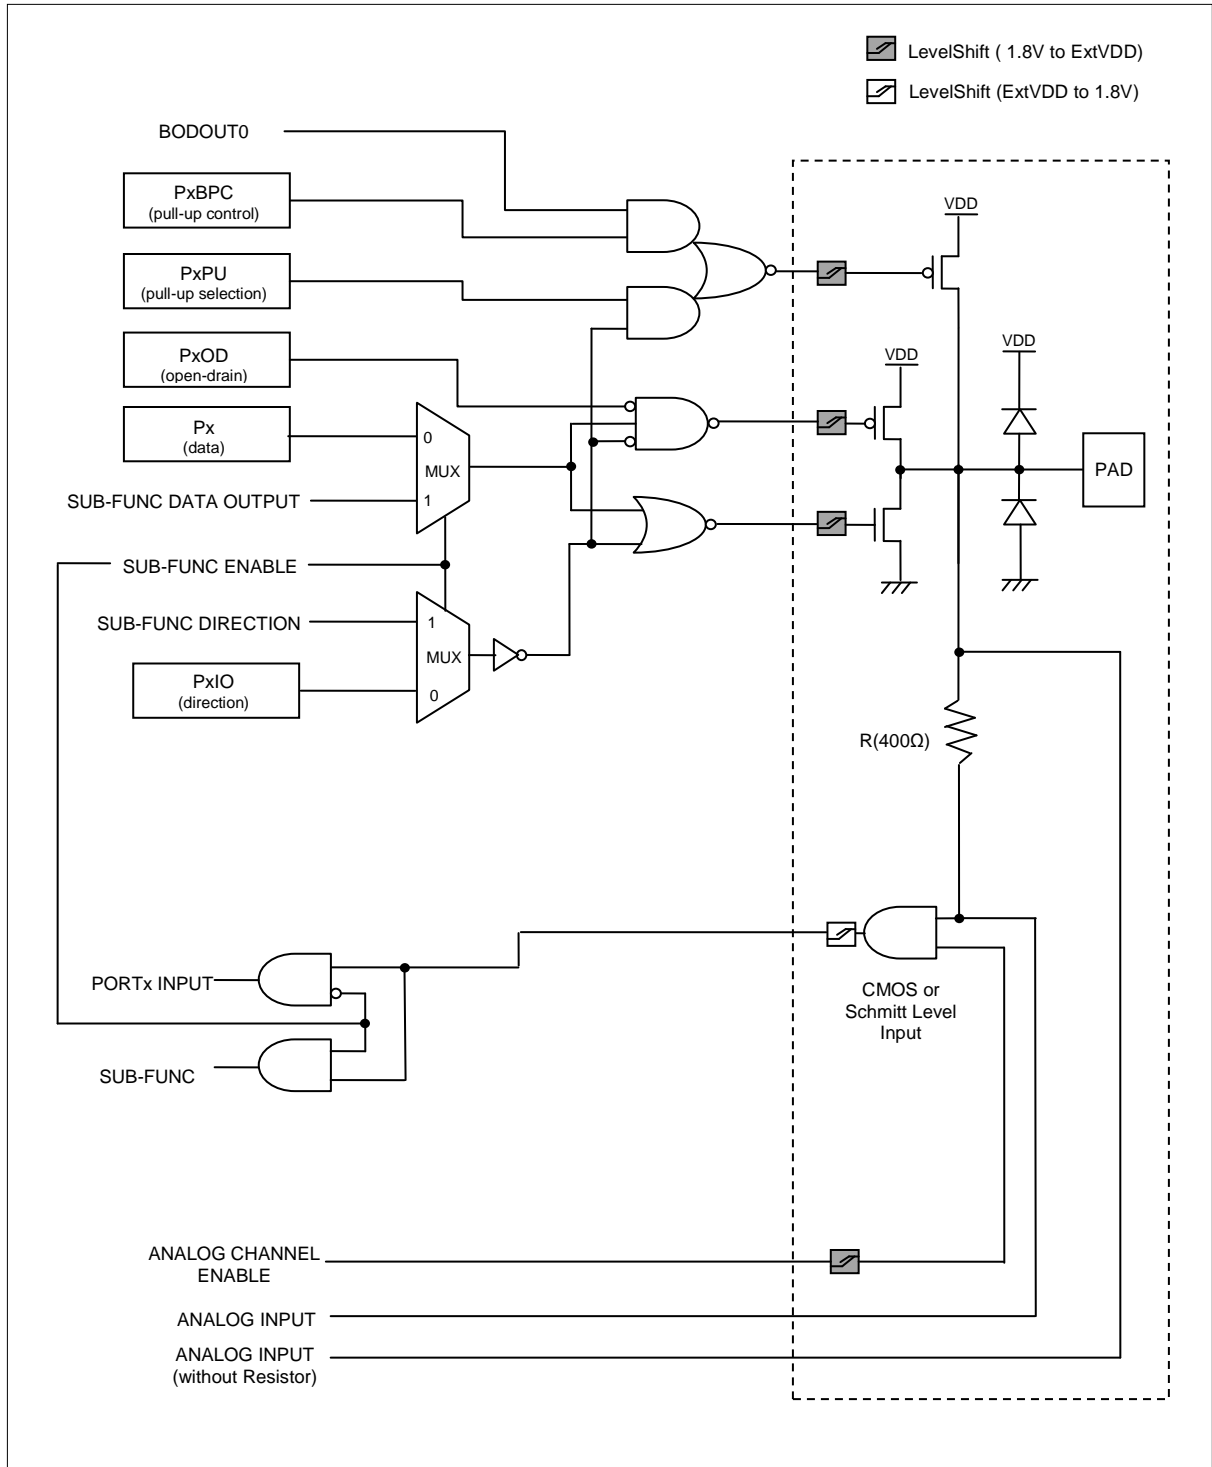 LevelShift ( 1.8V to ExtVDD)
LevelShift (ExtVDD to 1.8V)
BODOUT0
PxBPC
(pull-up control)
VDD
PxPU
(pull-up selection)
PxOD
(open-drain)
VDD
VDD
Px
(data)
0
MUX
1
PAD
SUB-FUNC DATA OUTPUT
SUB-FUNC ENABLE
SUB-FUNC DIRECTION
1
MUX
0
PxIO
(direction)
R(400Ω)
PORTx INPUT
CMOS or
Schmitt Level
Input
SUB-FUNC
ANALOG CHANNEL
ENABLE
ANALOG INPUT
ANALOG INPUT
(without Resistor)